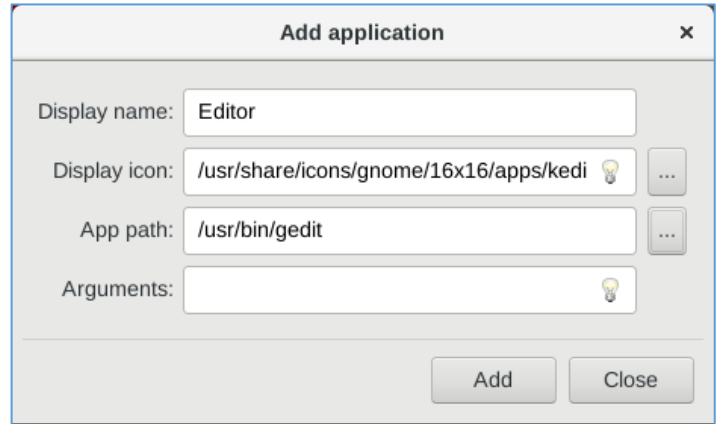 Add application
Display name: Editor
Display icon: /usr/share/icons/gnome/16x16/apps/kedi ...
App path: /usr/bin/gedit ...
Arguments:
Add Close